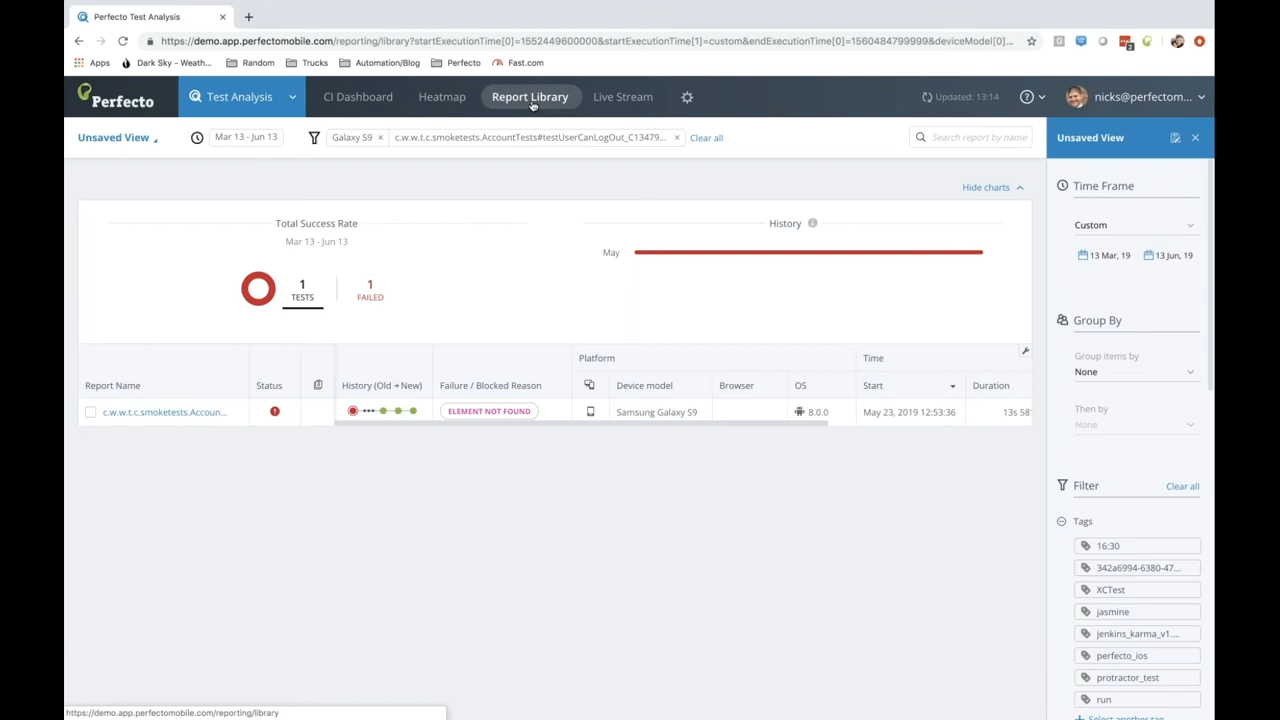 Perfecto Test Analysis
https://demo.app.perfectomobile.com/reporting/library?startExecutionTime[0]=1552449600000&startExecutionTime[1]=custom&endExecutionTime[0]=1560484799999&deviceModel[0]...
2
Apps Dark Sky - Weath... Random Trucks Automation/Blog Perfecto Fast.com
Perfecto Test Analysis CI Dashboard Heatmap Report Library Live Stream Updated: 13:14 nicks@perfectom...
Unsaved View Mar 13 - Jun 13 Galaxy S9 × c.w.w.t.c.smoketests.AccountTests#testUserCanLogOut_C13479... × Clear all Search report by name Unsaved View
Hide charts
Time Frame
Custom
13 Mar, 19 13 Jun, 19
Total Success Rate
Mar 13 - Jun 13
1
TESTS
1
FAILED
History
May
Group By
Group items by
None
Then by
None
Platform Time
Report Name Status History (Old → New) Failure / Blocked Reason Device model Browser OS Start Duration
c.w.w.t.c.smoketests.Accoun... ELEMENT NOT FOUND Samsung Galaxy S9 8.0.0 May 23, 2019 12:53:36 13s 58
Filter Clear all
Tags
16:30
342a6994-6380-47...
XCTest
jasmine
jenkins_karma_v1....
perfecto_ios
protractor_test
run
+ Select another tag
https://demo.app.perfectomobile.com/reporting/library